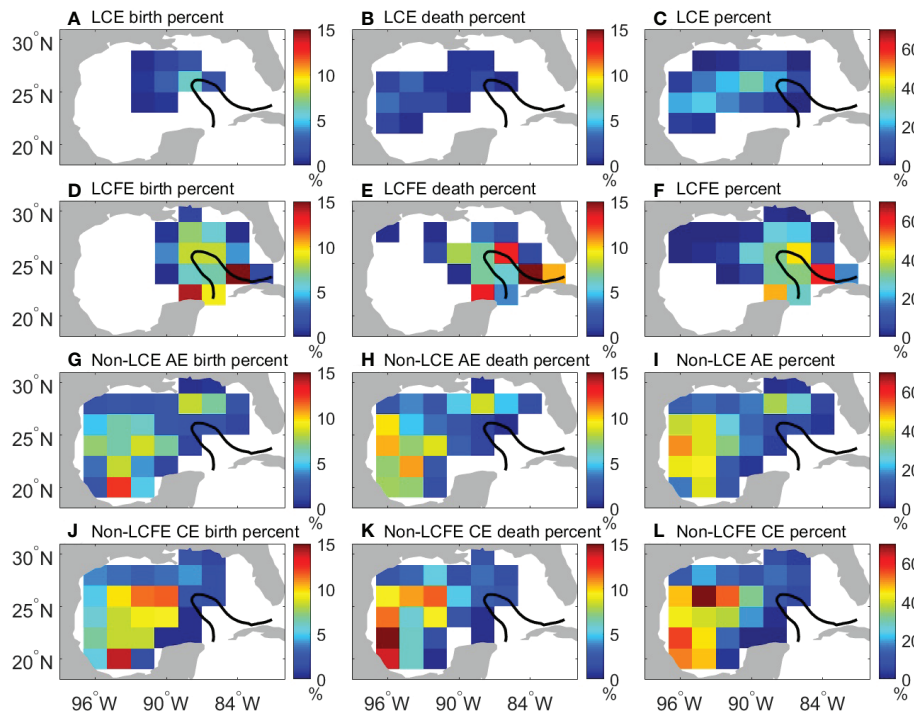 A LCE birth percent
B LCE death percent
C LCE percent
30°N
25°N
20°N
15
10
5
0
%
15
10
5
0
%
60
40
20
0
%
D LCFE birth percent
E LCFE death percent
F LCFE percent
30°N
25°N
20°N
15
10
5
0
%
15
10
5
0
%
60
40
20
0
%
G Non-LCE AE birth percent
H Non-LCE AE death percent
I Non-LCE AE percent
30°N
25°N
20°N
15
10
5
0
%
15
10
5
0
%
60
40
20
0
%
J Non-LCFE CE birth percent
K Non-LCFE CE death percent
L Non-LCFE CE percent
30°N
25°N
20°N
15
10
5
0
%
15
10
5
0
%
60
40
20
0
%
96°W 90°W 84°W
96°W 90°W 84°W
96°W 90°W 84°W